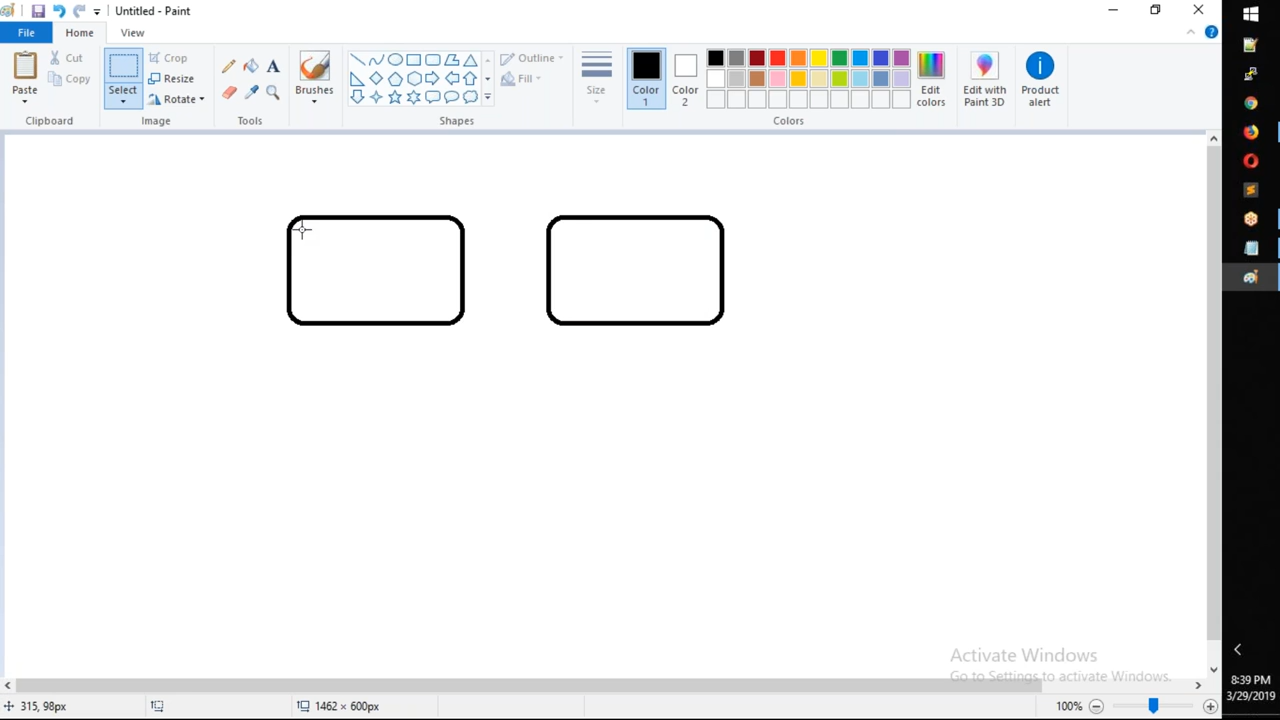 Untitled - Paint
File
Home
View
Paste
Cut
Copy
Clipboard
Select
Crop
Resize
Rotate
Image
A
Tools
Brushes
Outline
Fill
Shapes
Size
Color
1
Color
2
Edit
colors
Colors
Edit with
Paint 3D
Product
alert
Activate Windows
Go to Settings to activate Windows.
315, 98px
1462 × 600px
100%
8:39 PM
3/29/2019